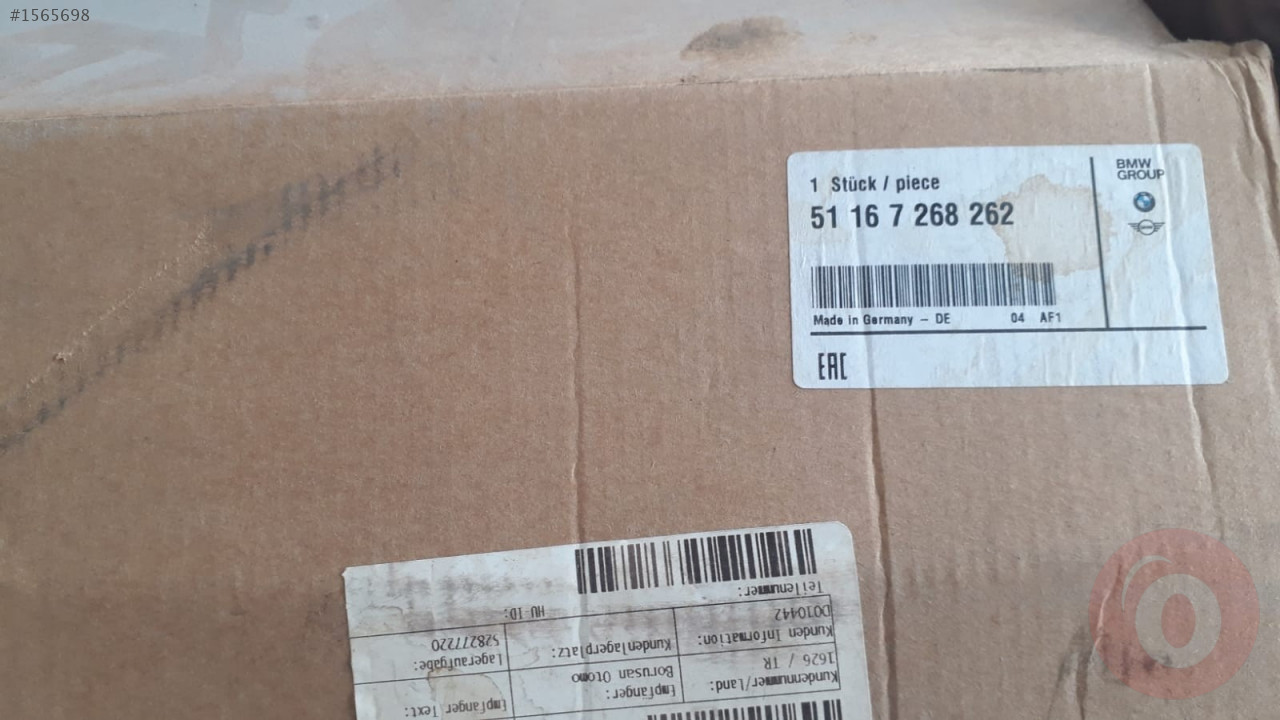 #1565698
1 Stück / piece
51 16 7 268 262
Made in Germany - DE 04 AF1
EAC
BMW
GROUP
Empfänger Text:
Empfänger:
Borusan Otomo
Kundennummer/Land:
1626 / TR
Lageraufgabe:
528277220
Kundenlagerplatz:
Kunden Information:
D010442
HU-ID:
Teilenummer: